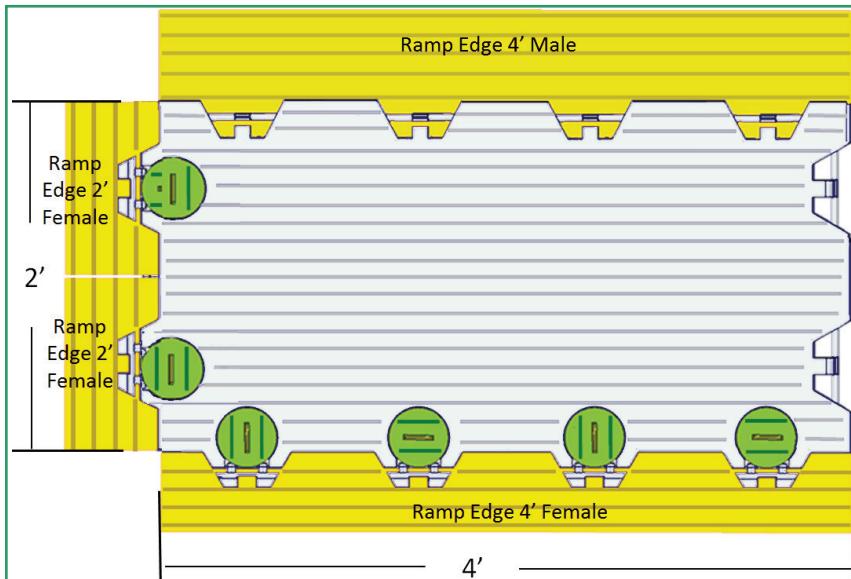 Ramp Edge 4’ Male
Ramp
Edge 2’
Female
2’
Ramp
Edge 2’
Female
Ramp Edge 4’ Female
4’